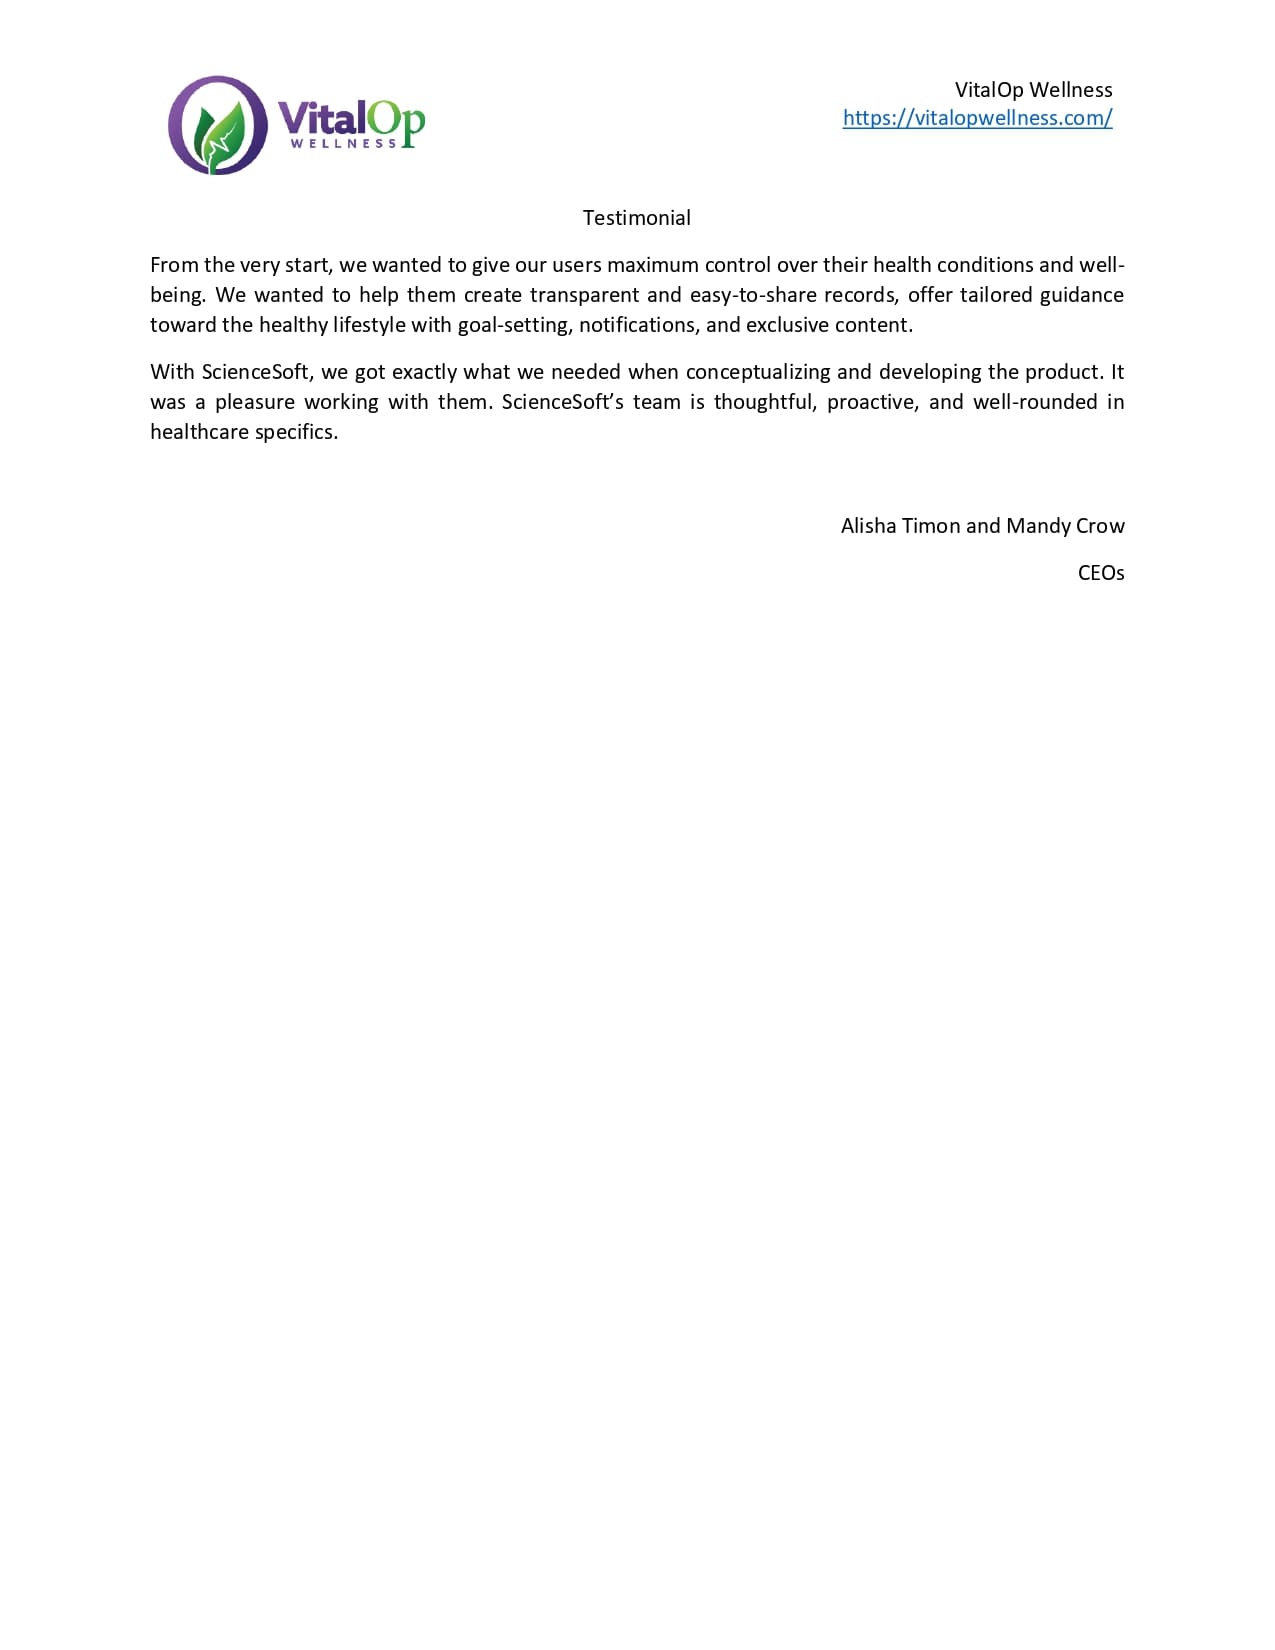 VitalOp
WELLNESS
VitalOp Wellness
https://vitalopwellness.com/
Testimonial
From the very start, we wanted to give our users maximum control over their health conditions and well-
being. We wanted to help them create transparent and easy-to-share records, offer tailored guidance
toward the healthy lifestyle with goal-setting, notifications, and exclusive content.
With ScienceSoft, we got exactly what we needed when conceptualizing and developing the product. It
was a pleasure working with them. ScienceSoft’s team is thoughtful, proactive, and well-rounded in
healthcare specifics.
Alisha Timon and Mandy Crow
CEOs